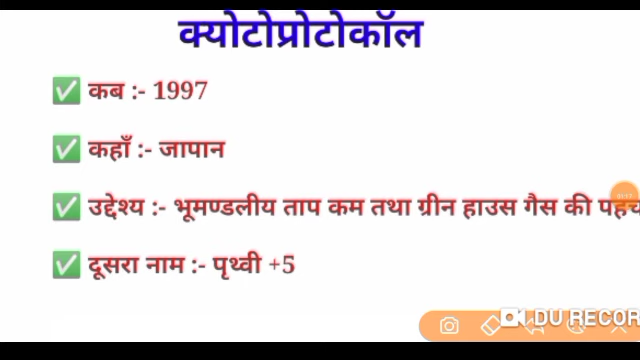 क्योटोप्रोटोकॉल
✅ कब :- 1997
✅ कहाँ :- जापान
✅ उद्देश्य :- भूमण्डलीय ताप कम तथा ग्रीन हाउस गैस की
✅ दूसरा नाम :- पृथ्वी +5
DU RECOR